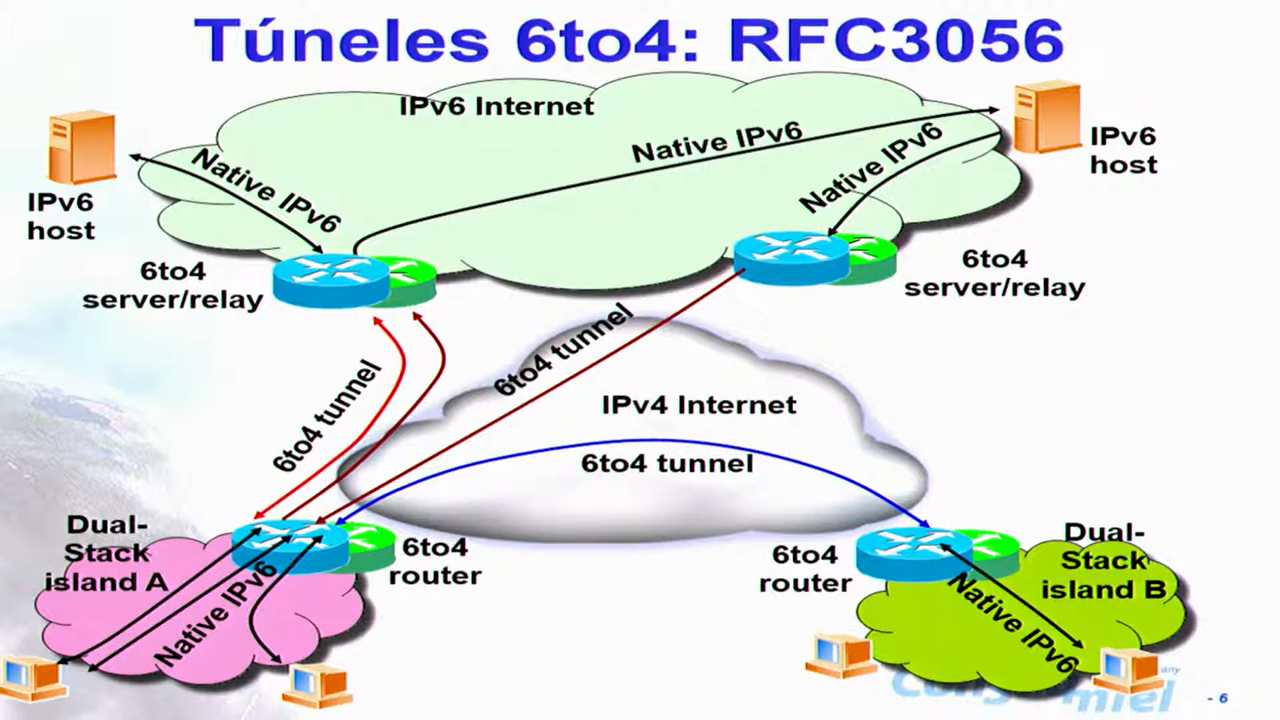 Túneles 6to4: RFC3056
IPv6 Internet
Native IPv6
IPv6
host
Native IPv6
Native IPv6
IPv6
host
6to4
server/relay
6to4
server/relay
6to4 tunnel
6to4 tunnel
IPv4 Internet
6to4 tunnel
Dual-
Stack
island A
6to4
router
Native IPv6
6to4
router
Dual-
Stack
island B
Native IPv6
any
- 6